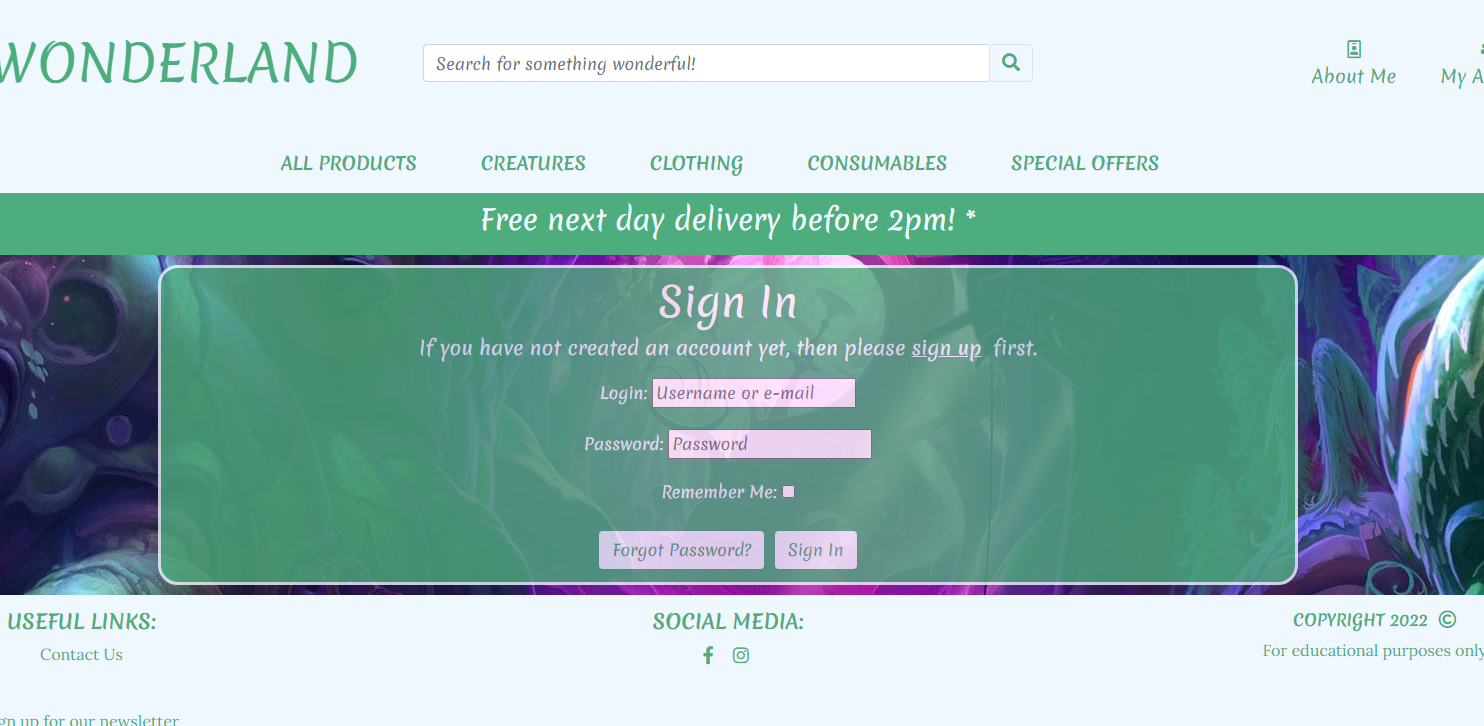 WONDERLAND
Search for something wonderful!
About Me
My A
ALL PRODUCTS CREATURES CLOTHING CONSUMABLES SPECIAL OFFERS
Free next day delivery before 2pm! *
Sign In
If you have not created an account yet, then please sign up first.
Login: Username or e-mail
Password: Password
Remember Me:
Forgot Password? Sign In
USEFUL LINKS:
Contact Us
SOCIAL MEDIA:
COPYRIGHT 2022 ©
For educational purposes only
gn up for our newsletter